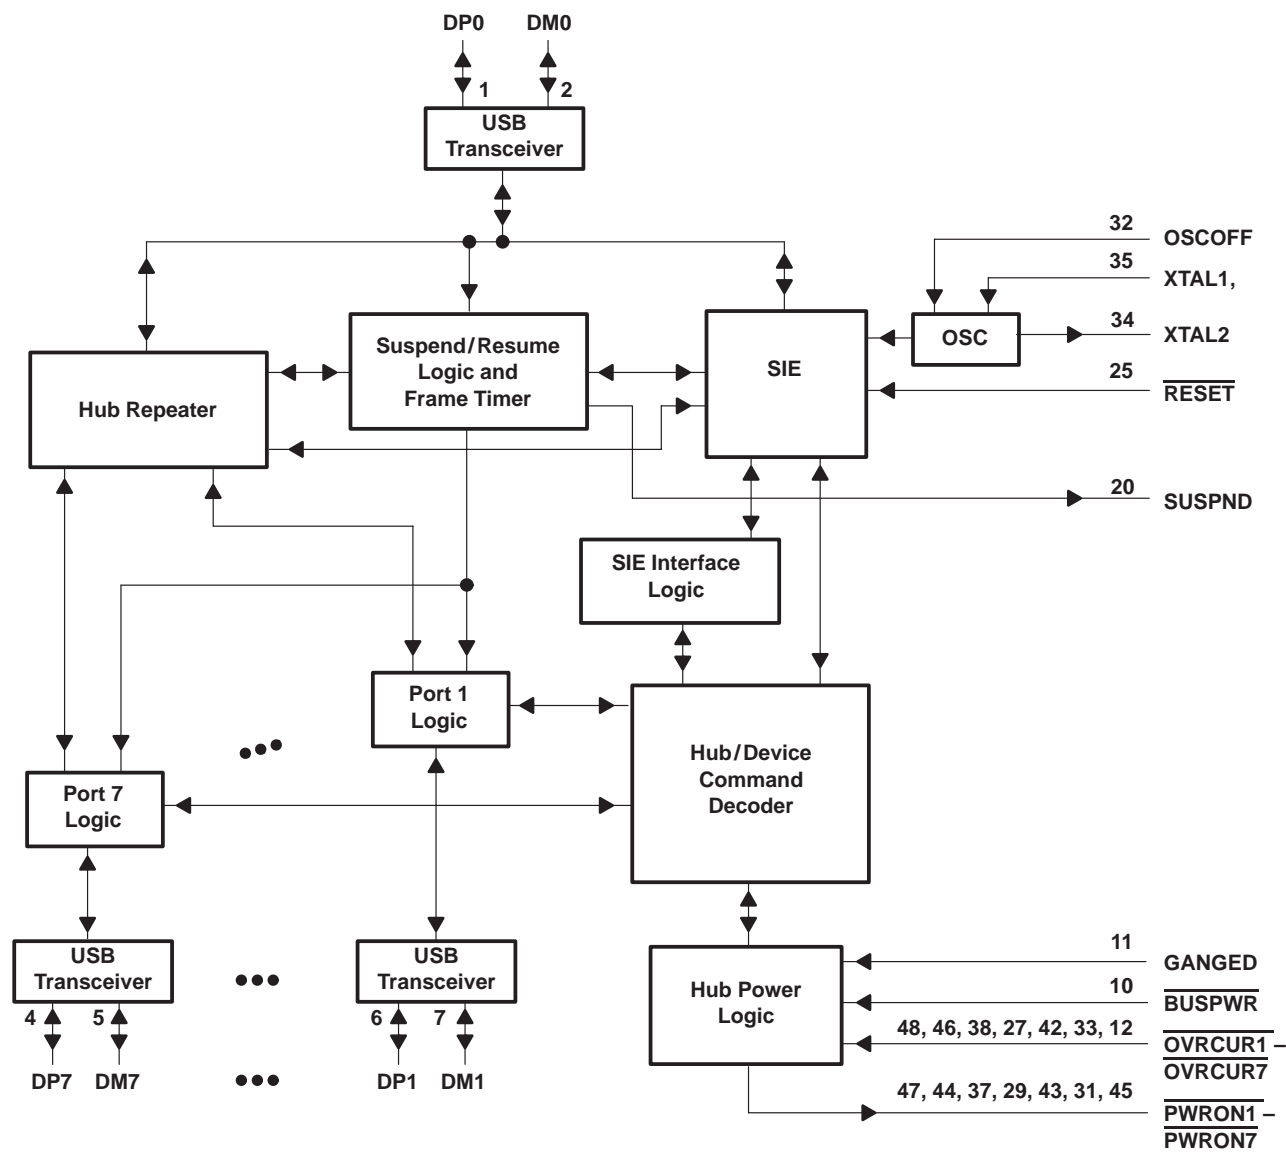 DP0 DM0
1 2
USB
Transceiver
32
OSCOFF
35
XTAL1,
34
XTAL2
OSC
25
RESET
Suspend/Resume
Logic and
Frame Timer
SIE
Hub Repeater
20
SUSPND
SIE Interface
Logic
Port 1
Logic
Hub/Device
Command
Decoder
Port 7
Logic
USB
Transceiver
USB
Transceiver
4 5 6 7
DP7 DM7 DP1 DM1
Hub Power
Logic
11
GANGED
10
BUSPWR
48, 46, 38, 27, 42, 33, 12
OVRCUR1 –
OVRCUR7
47, 44, 37, 29, 43, 31, 45
PWRON1 –
PWRON7